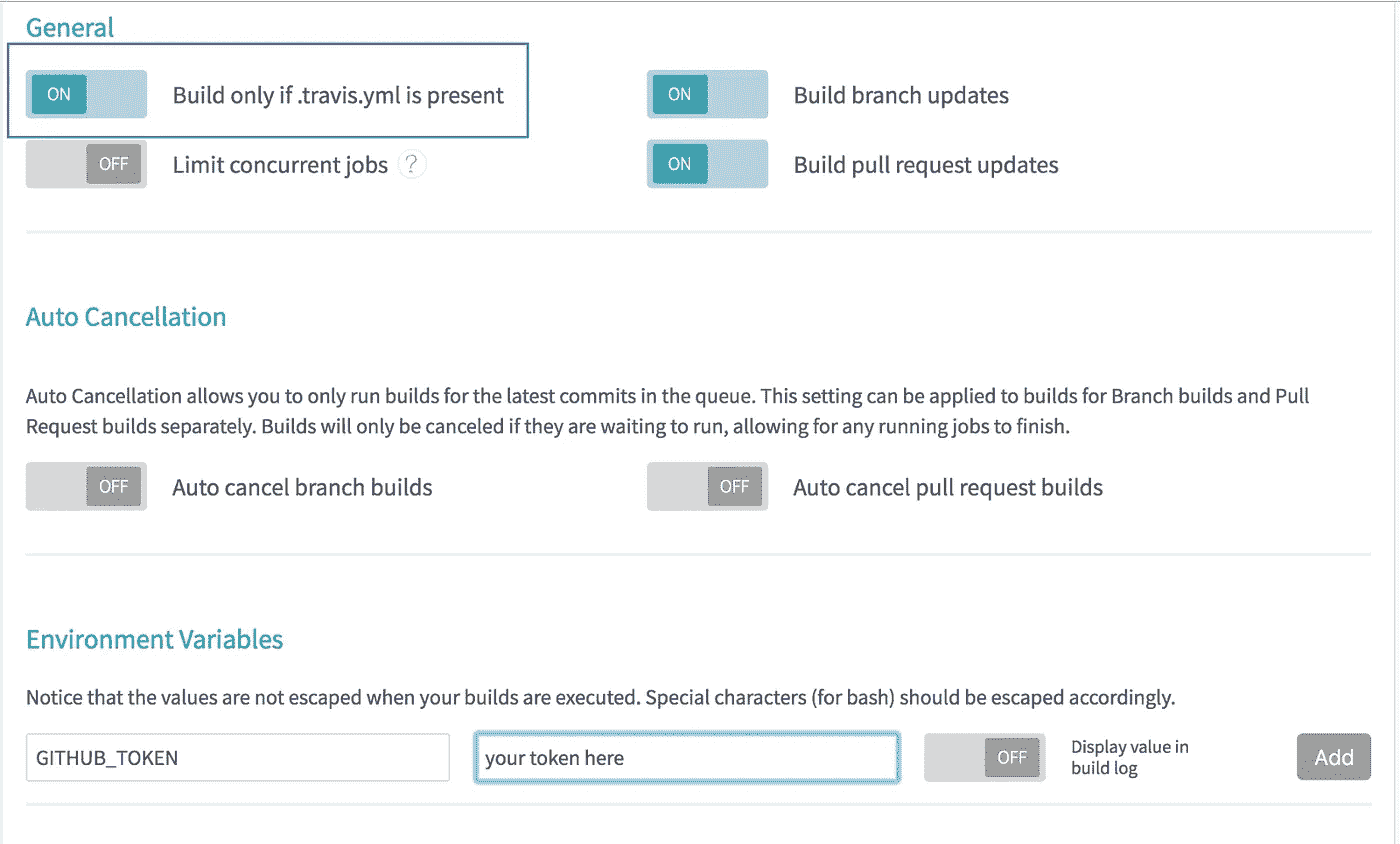 General
ON Build only if .travis.yml is present ON Build branch updates
OFF Limit concurrent jobs ? ON Build pull request updates
Auto Cancellation
Auto Cancellation allows you to only run builds for the latest commits in the queue. This setting can be applied to builds for Branch builds and Pull
Request builds separately. Builds will only be canceled if they are waiting to run, allowing for any running jobs to finish.
OFF Auto cancel branch builds OFF Auto cancel pull request builds
Environment Variables
Notice that the values are not escaped when your builds are executed. Special characters (for bash) should be escaped accordingly.
GITHUB_TOKEN your token here OFF Display value in
build log Add